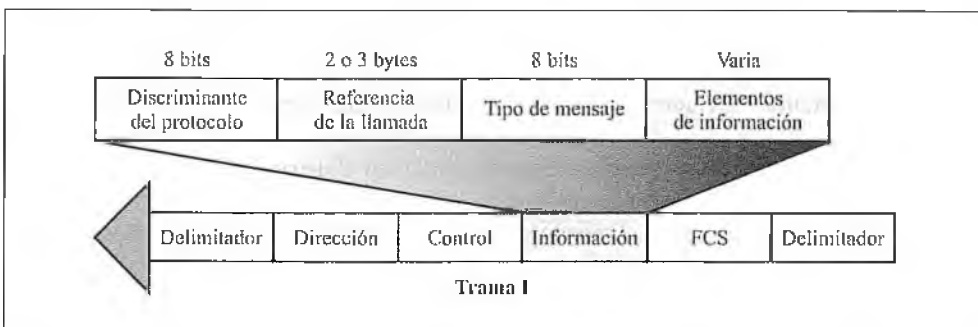 8 bits 2 o 3 bytes 8 bits Varia
Discriminante del protocolo
Referencia de la llamada
Tipo de mensaje
Elementos de información
Delimitador Dirección Control Información FCS Delimitador
Trama I